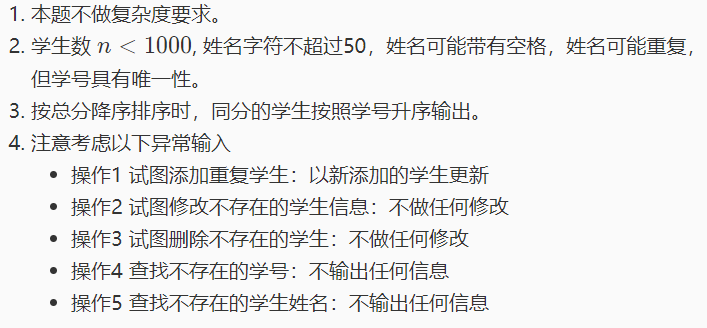 1. 本题不做复杂度要求。
2. 学生数 n < 1000, 姓名字符不超过50，姓名可能带有空格，姓名可能重复，
但学号具有唯一性。
3. 按总分降序排序时，同分的学生按照学号升序输出。
4. 注意考虑以下异常输入
• 操作1 试图添加重复学生：以新添加的学生更新
• 操作2 试图修改不存在的学生信息：不做任何修改
• 操作3 试图删除不存在的学生：不做任何修改
• 操作4 查找不存在的学号：不输出任何信息
• 操作5 查找不存在的学生姓名：不输出任何信息